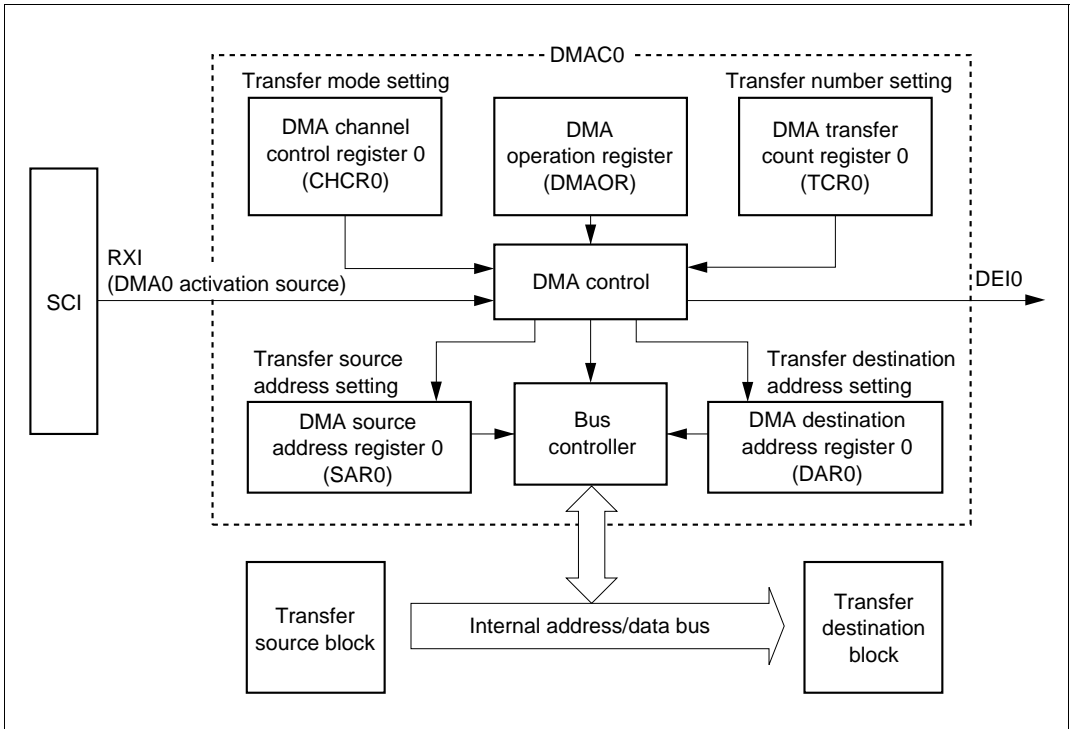 DMAC0
Transfer mode setting
DMA channel
control register 0
(CHCR0)
DMA
operation register
(DMAOR)
Transfer number setting
DMA transfer
count register 0
(TCR0)
SCI
RXI
(DMA0 activation source)
DMA control
DEI0
Transfer source
address setting
DMA source
address register 0
(SAR0)
Bus
controller
Transfer destination
address setting
DMA destination
address register 0
(DAR0)
Transfer
source block
Internal address/data bus
Transfer
destination
block